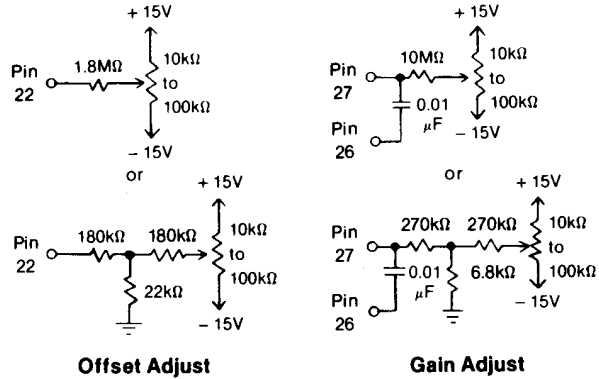 + 15V
Pin
22
1.8MΩ
10kΩ
to
100kΩ
− 15V
or
+ 15V
Pin
22
180kΩ
180kΩ
22kΩ
10kΩ
to
100kΩ
− 15V
Offset Adjust
+ 15V
Pin
27
10MΩ
10kΩ
to
100kΩ
0.01
μF
Pin
26
− 15V
or
+ 15V
Pin
27
270kΩ
270kΩ
10kΩ
to
100kΩ
0.01
μF
6.8kΩ
Pin
26
− 15V
Gain Adjust